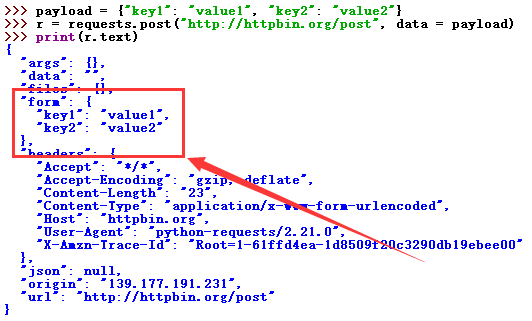 >>> payload = {"key1": "value1", "key2": "value2"}
>>> r = requests.post("http://httpbin.org/post", data = payload)
>>> print(r.text)
{
  "args": {},
  "data": "",
  "files": {},
  "form": {
    "key1": "value1",
    "key2": "value2"
  },
  "headers": {
    "Accept": "*/*",
    "Accept-Encoding": "gzip, deflate",
    "Content-Length": "23",
    "Content-Type": "application/x-www-form-urlencoded",
    "Host": "httpbin.org",
    "User-Agent": "python-requests/2.21.0",
    "X-Amzn-Trace-Id": "Root=1-61ffd4ea-1d8509f20c3290db19ebee00"
  },
  "json": null,
  "origin": "139.177.191.231",
  "url": "http://httpbin.org/post"
}